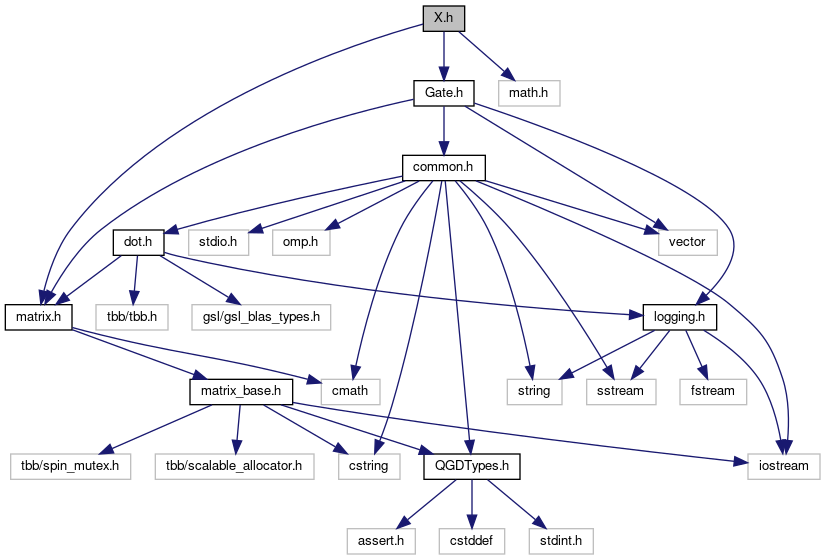 X.h
Gate.h
math.h
common.h
dot.h
stdio.h
omp.h
vector
matrix.h
tbb/tbb.h
gsl/gsl_blas_types.h
logging.h
matrix_base.h
cmath
string
sstream
fstream
tbb/spin_mutex.h
tbb/scalable_allocator.h
cstring
QGDTypes.h
iostream
assert.h
cstddef
stdint.h